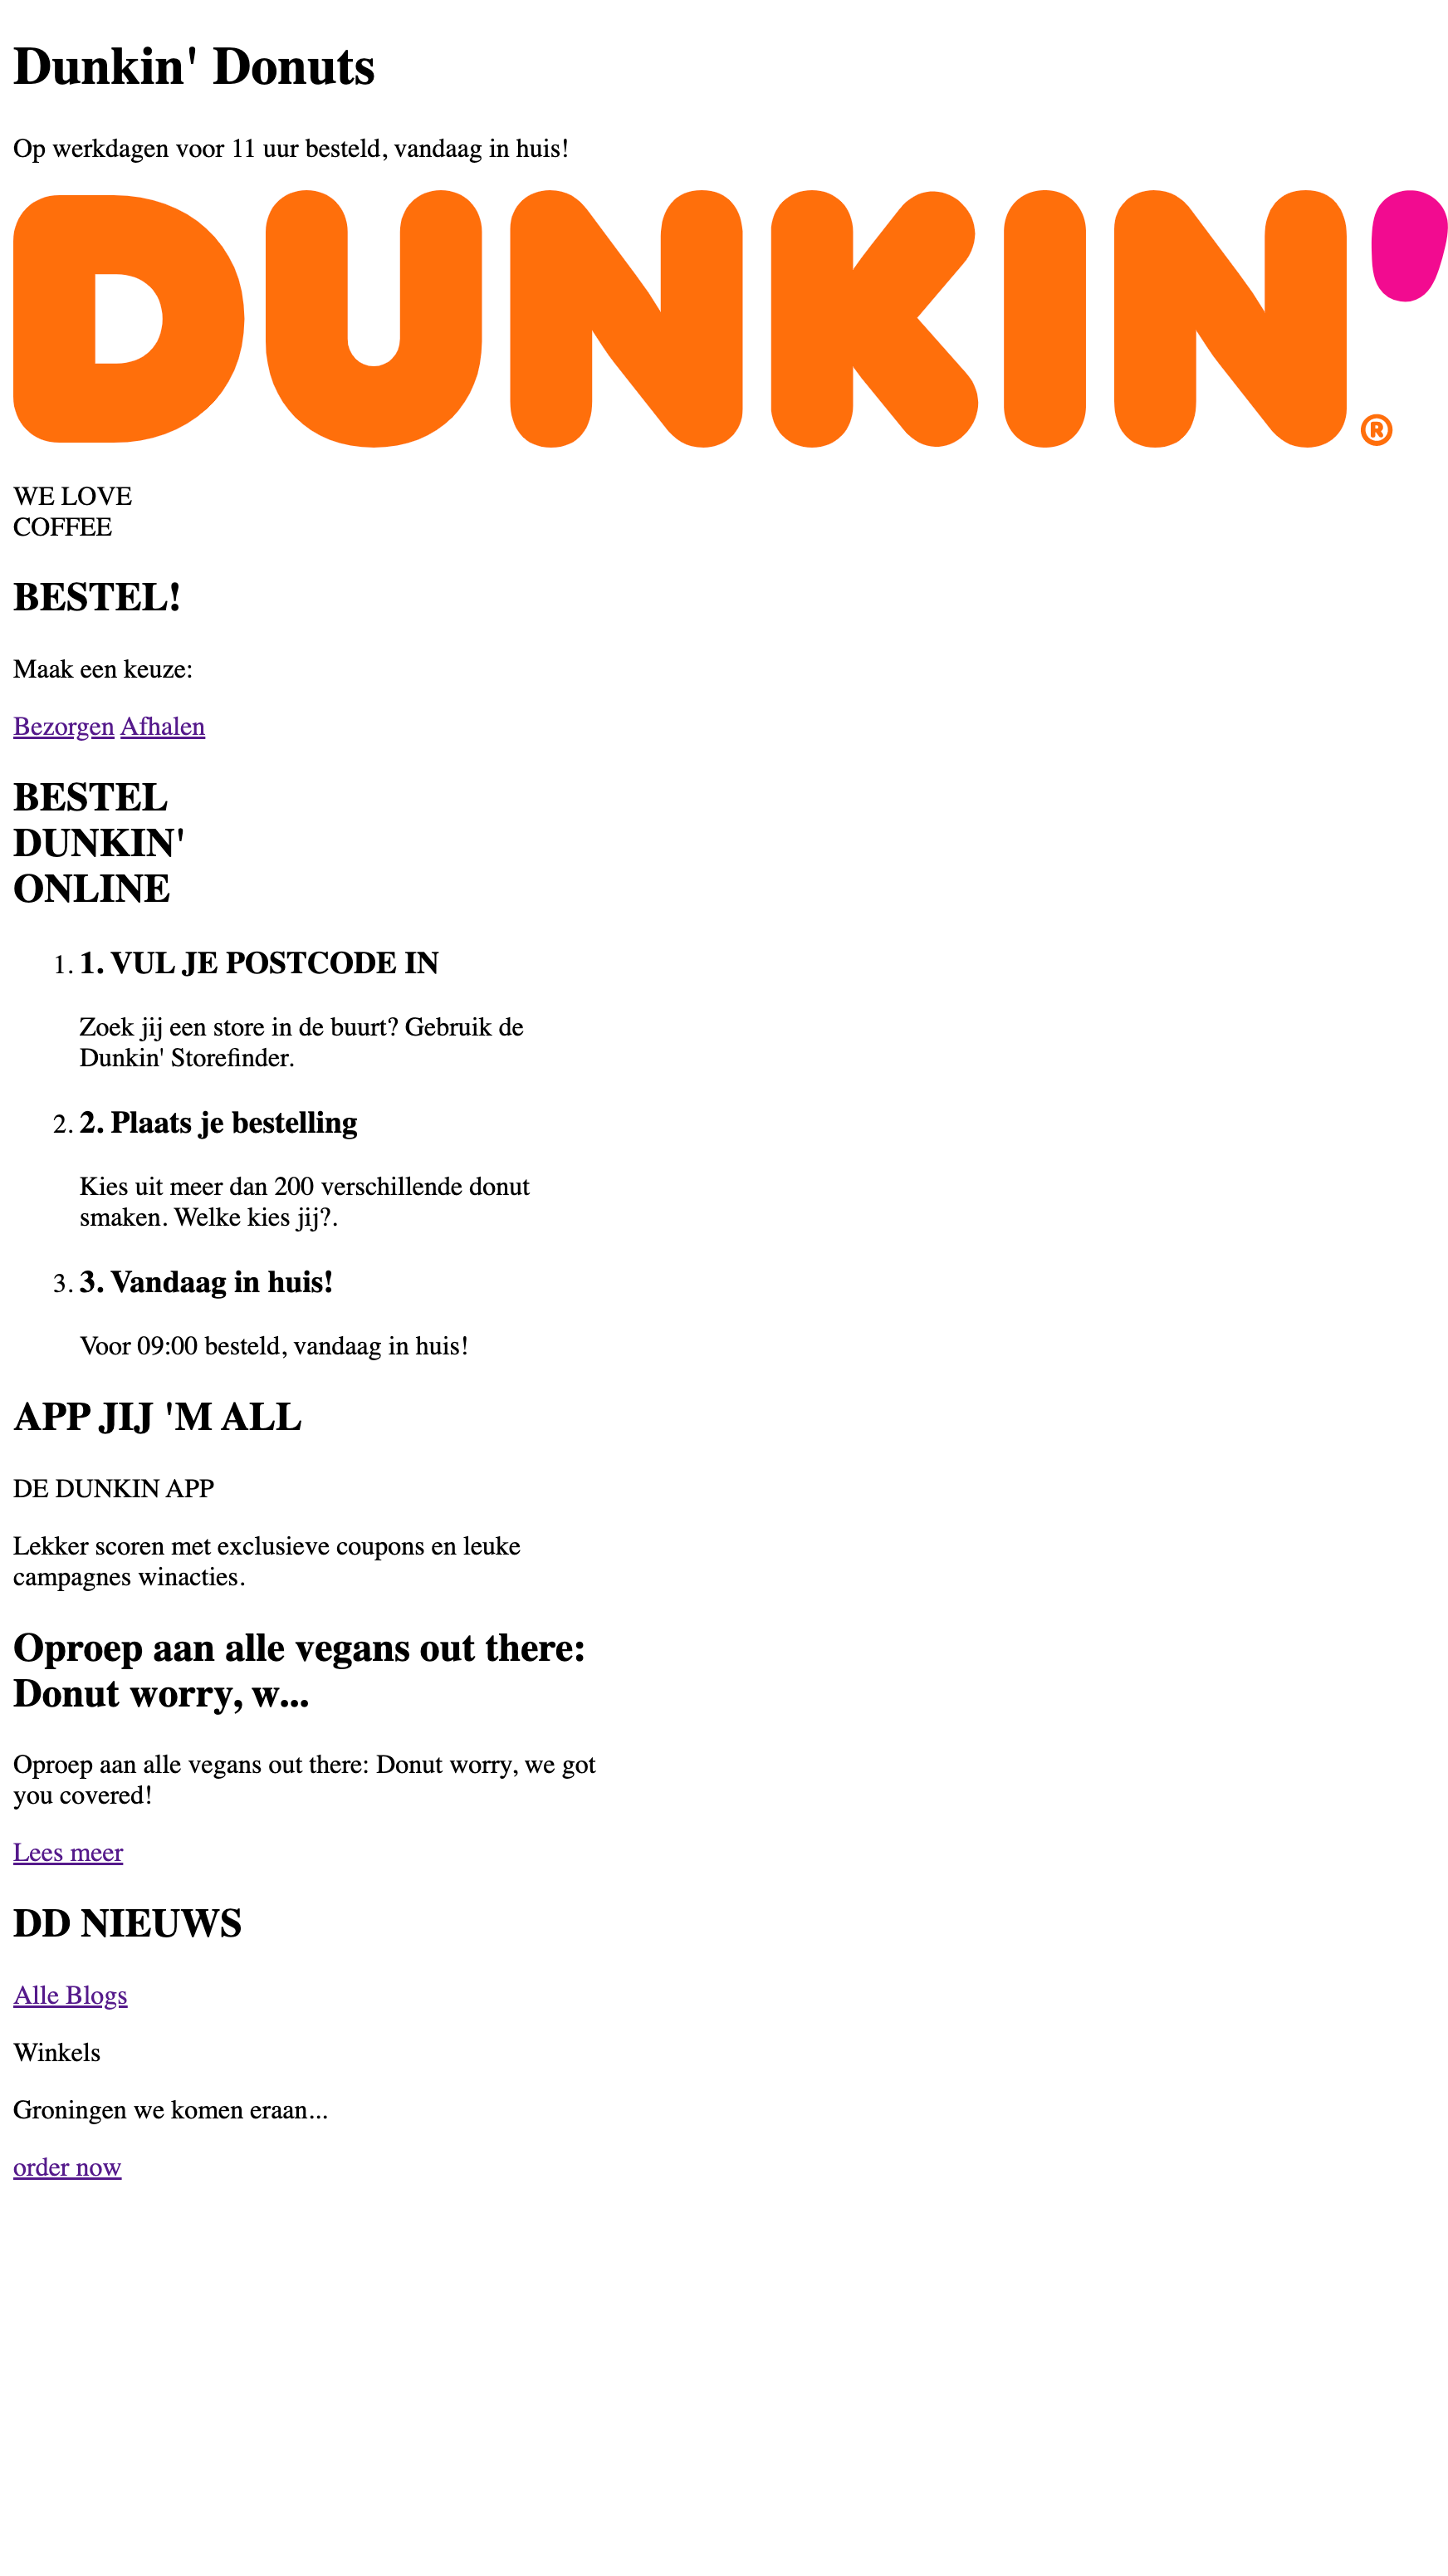 Dunkin' Donuts
Op werkdagen voor 11 uur besteld, vandaag in huis!
DUNKIN'®
WE LOVE
COFFEE
BESTEL!
Maak een keuze:
Bezorgen Afhalen
BESTEL
DUNKIN'
ONLINE
1. 1. VUL JE POSTCODE IN
Zoek jij een store in de buurt? Gebruik de
Dunkin' Storefinder.
2. 2. Plaats je bestelling
Kies uit meer dan 200 verschillende donut
smaken. Welke kies jij?.
3. 3. Vandaag in huis!
Voor 09:00 besteld, vandaag in huis!
APP JIJ 'M ALL
DE DUNKIN APP
Lekker scoren met exclusieve coupons en leuke
campagnes winacties.
Oproep aan alle vegans out there:
Donut worry, w...
Oproep aan alle vegans out there: Donut worry, we got
you covered!
Lees meer
DD NIEUWS
Alle Blogs
Winkels
Groningen we komen eraan...
order now